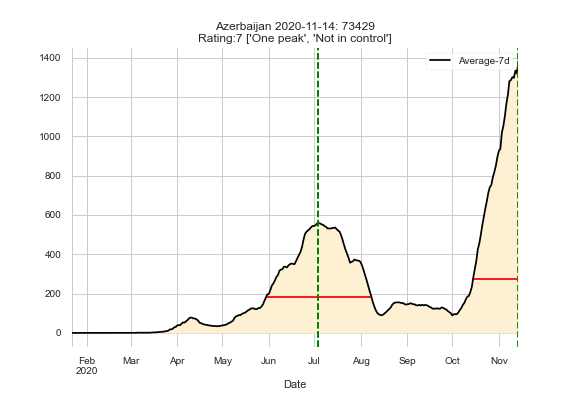 Azerbaijan 2020-11-14: 73429
Rating:7 ['One peak', 'Not in control']
Average-7d
1400
1200
1000
800
600
400
200
0
Feb Mar Apr May Jun Jul Aug Sep Oct Nov
2020
Date